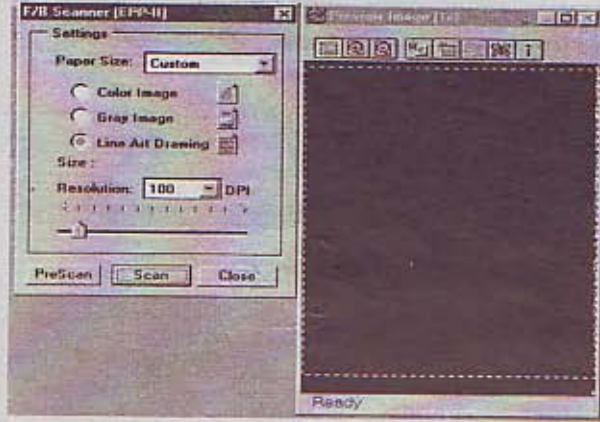 F/B Scanner [EPP-II]
Settings
Paper Size: Custom
Color Image
Gray Image
Line Art Drawing
Size :
Resolution: 100 DPI
PreScan Scan Close
Preview Image [1x]
Ready